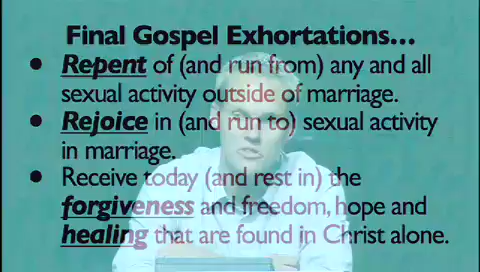 Final Gospel Exhortations...
• Repent of (and run from) any and all
sexual activity outside of marriage.
• Rejoice in (and run to) sexual activity
in marriage.
• Receive today (and rest in) the
forgiveness and freedom, hope and
healing that are found in Christ alone.